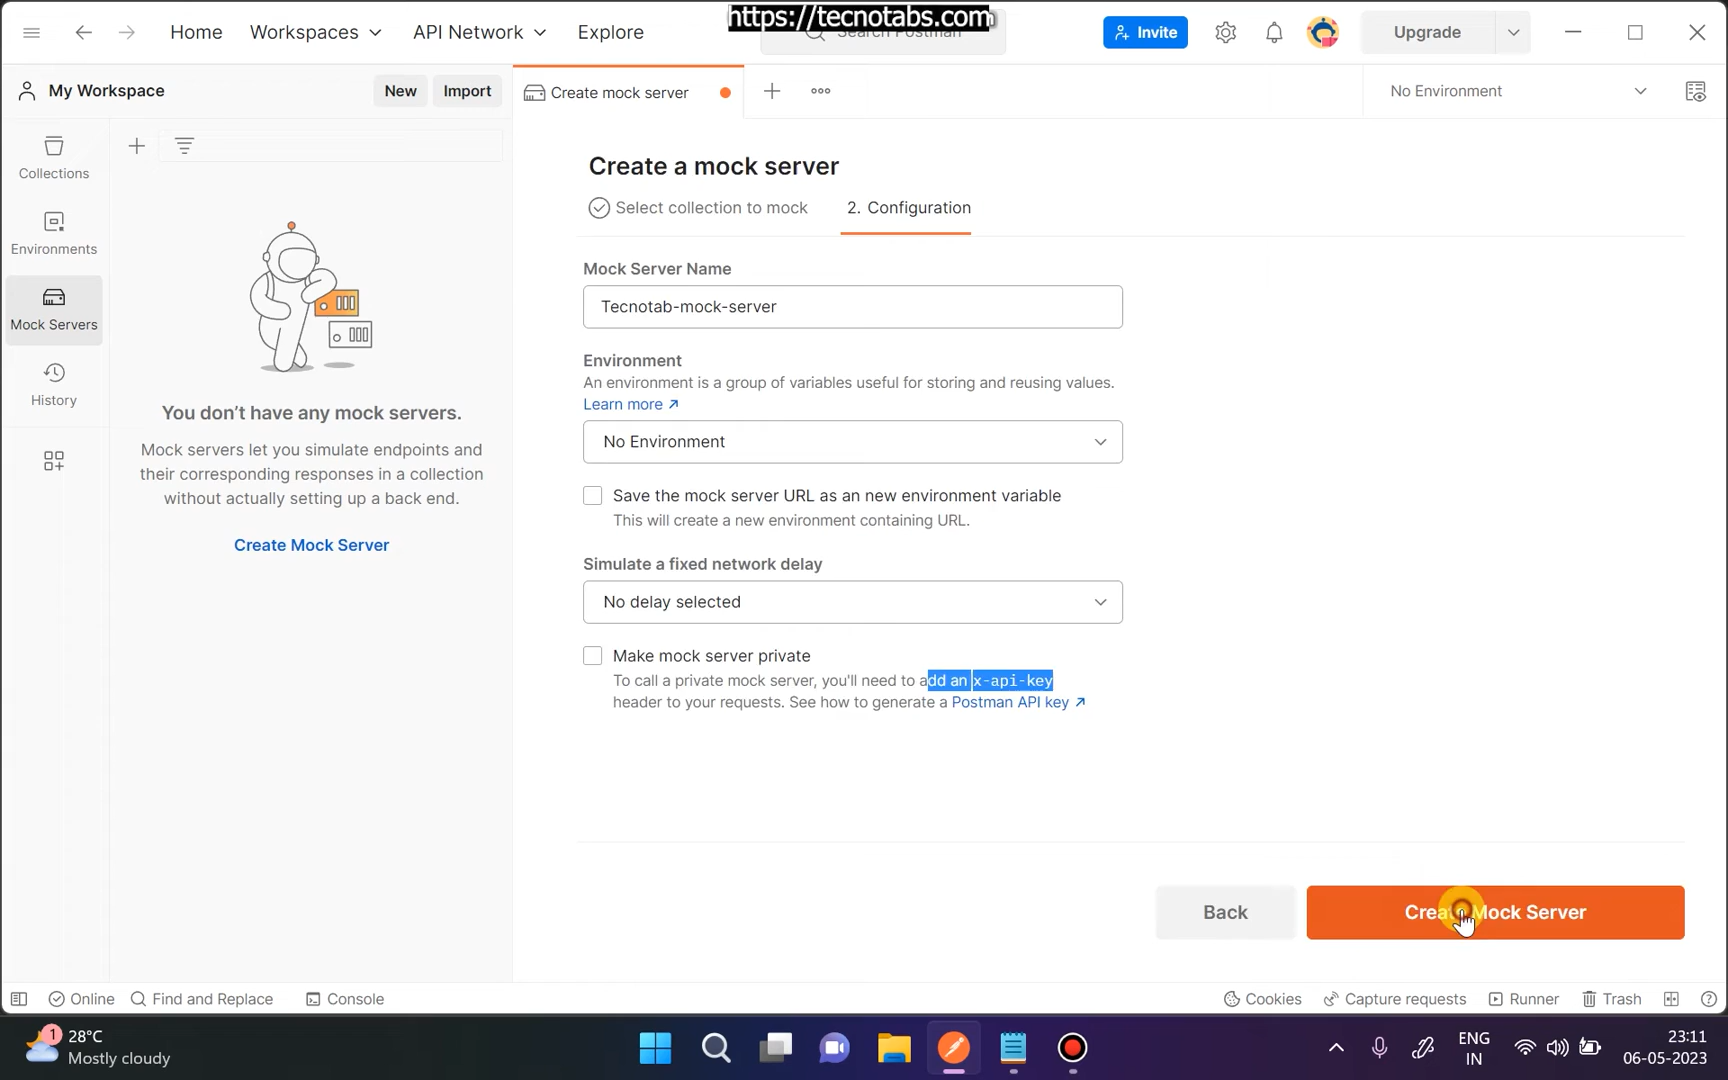 https://tecnotabs.com
Home
Workspaces
API Network
Explore
Search Postman
Invite
Upgrade
My Workspace
New
Import
Create mock server
No Environment
Collections
Environments
Mock Servers
History
You don't have any mock servers.
Mock servers let you simulate endpoints and
their corresponding responses in a collection
without actually setting up a back end.
Create Mock Server
Create a mock server
Select collection to mock
2. Configuration
Mock Server Name
Tecnotab-mock-server
Environment
An environment is a group of variables useful for storing and reusing values.
Learn more ↗
No Environment
Save the mock server URL as an new environment variable
This will create a new environment containing URL.
Simulate a fixed network delay
No delay selected
Make mock server private
To call a private mock server, you'll need to add an x-api-key
header to your requests. See how to generate a Postman API key ↗
Back
Create Mock Server
Online
Find and Replace
Console
Cookies
Capture requests
Runner
Trash
1
28°C
Mostly cloudy
ENG
IN
23:11
06-05-2023